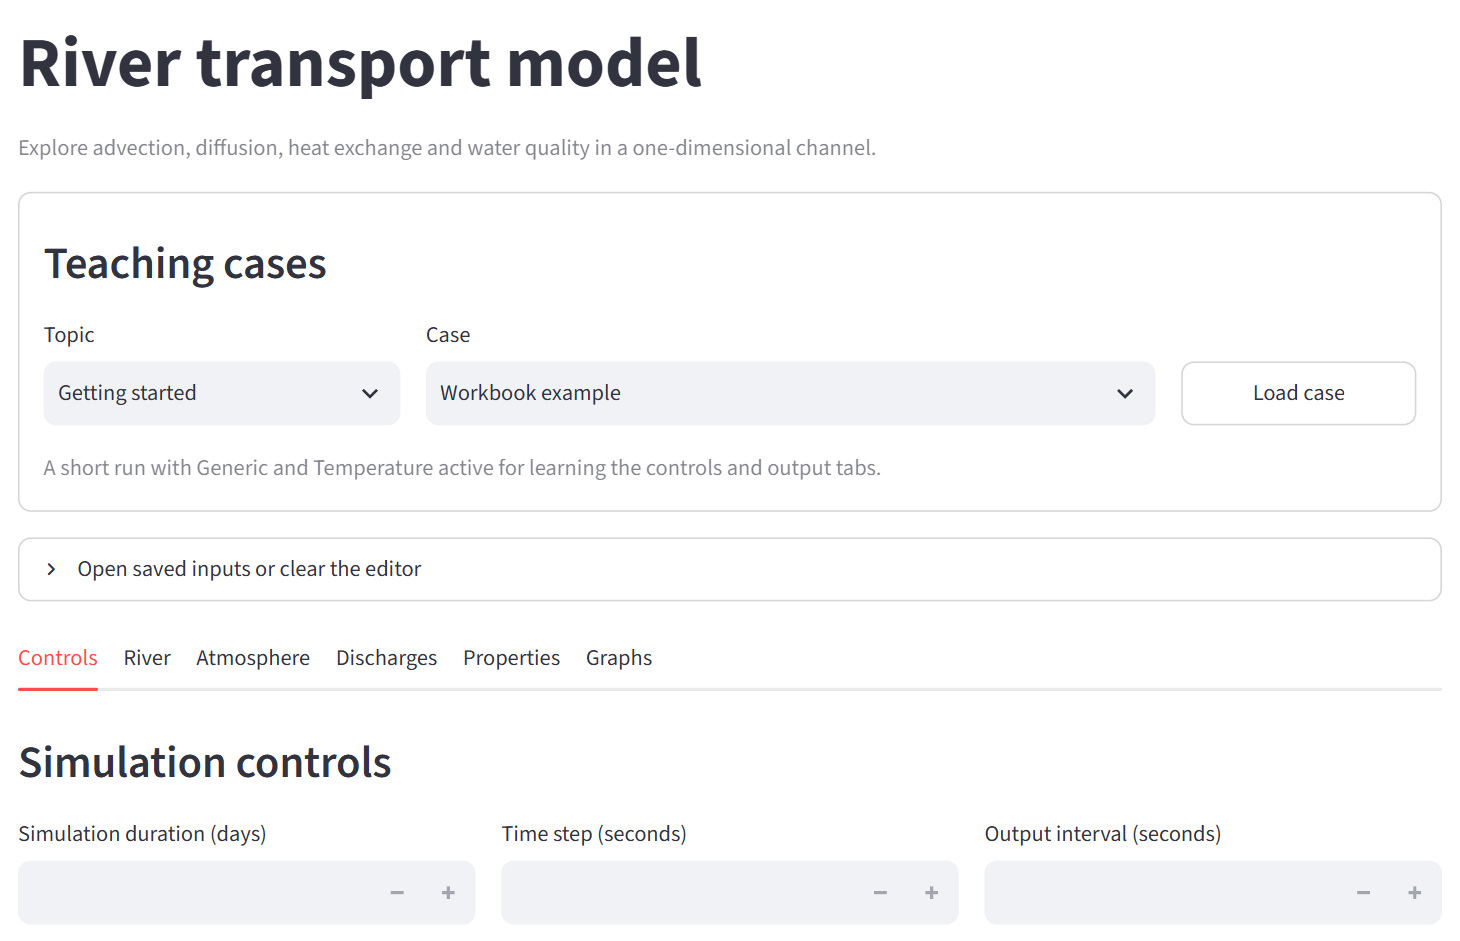 River transport model
Explore advection, diffusion, heat exchange and water quality in a one-dimensional channel.
Teaching cases
Topic
Case
Getting started
Workbook example
Load case
A short run with Generic and Temperature active for learning the controls and output tabs.
Open saved inputs or clear the editor
Controls River Atmosphere Discharges Properties Graphs
Simulation controls
Simulation duration (days)
Time step (seconds)
Output interval (seconds)